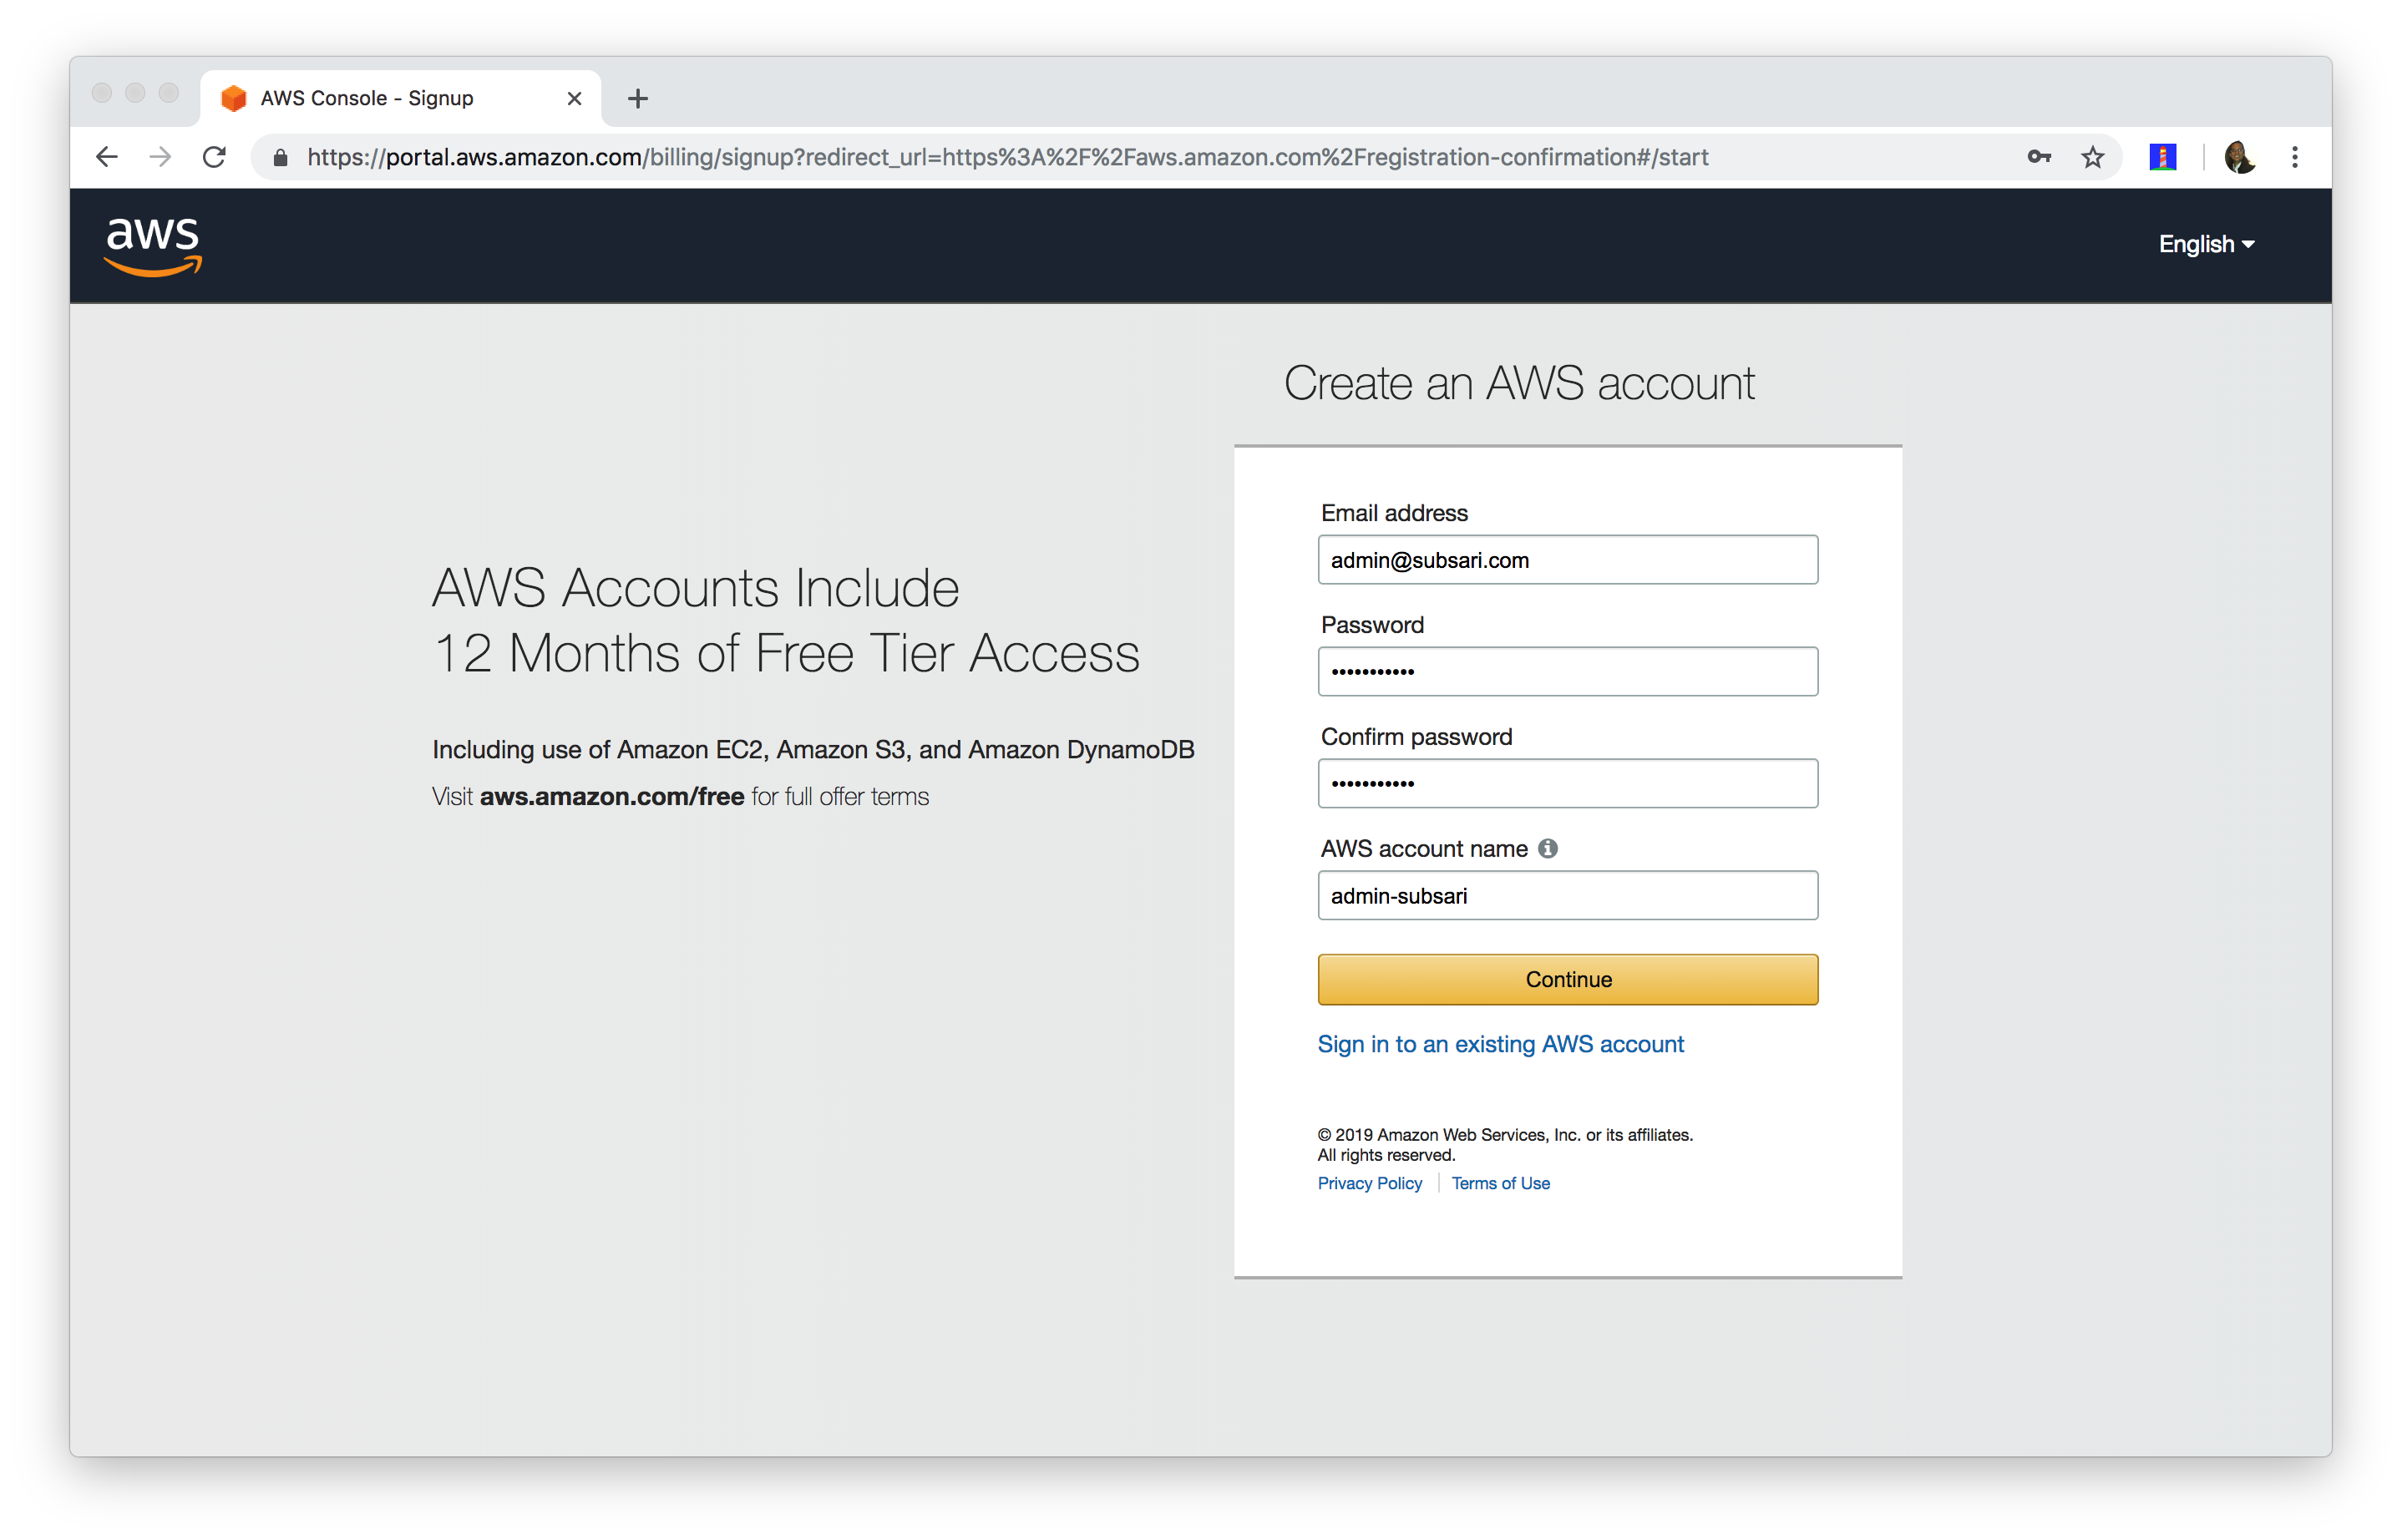 AWS Console - Signup
https://portal.aws.amazon.com/billing/signup?redirect_url=https%3A%2F%2Faws.amazon.com%2Fregistration-confirmation#/start
aws
English
Create an AWS account
AWS Accounts Include
12 Months of Free Tier Access
Including use of Amazon EC2, Amazon S3, and Amazon DynamoDB
Visit aws.amazon.com/free for full offer terms
Email address
admin@subsari.com
Password
•••••••••••
Confirm password
•••••••••••
AWS account name
admin-subsari
Continue
Sign in to an existing AWS account
© 2019 Amazon Web Services, Inc. or its affiliates.
All rights reserved.
Privacy Policy | Terms of Use